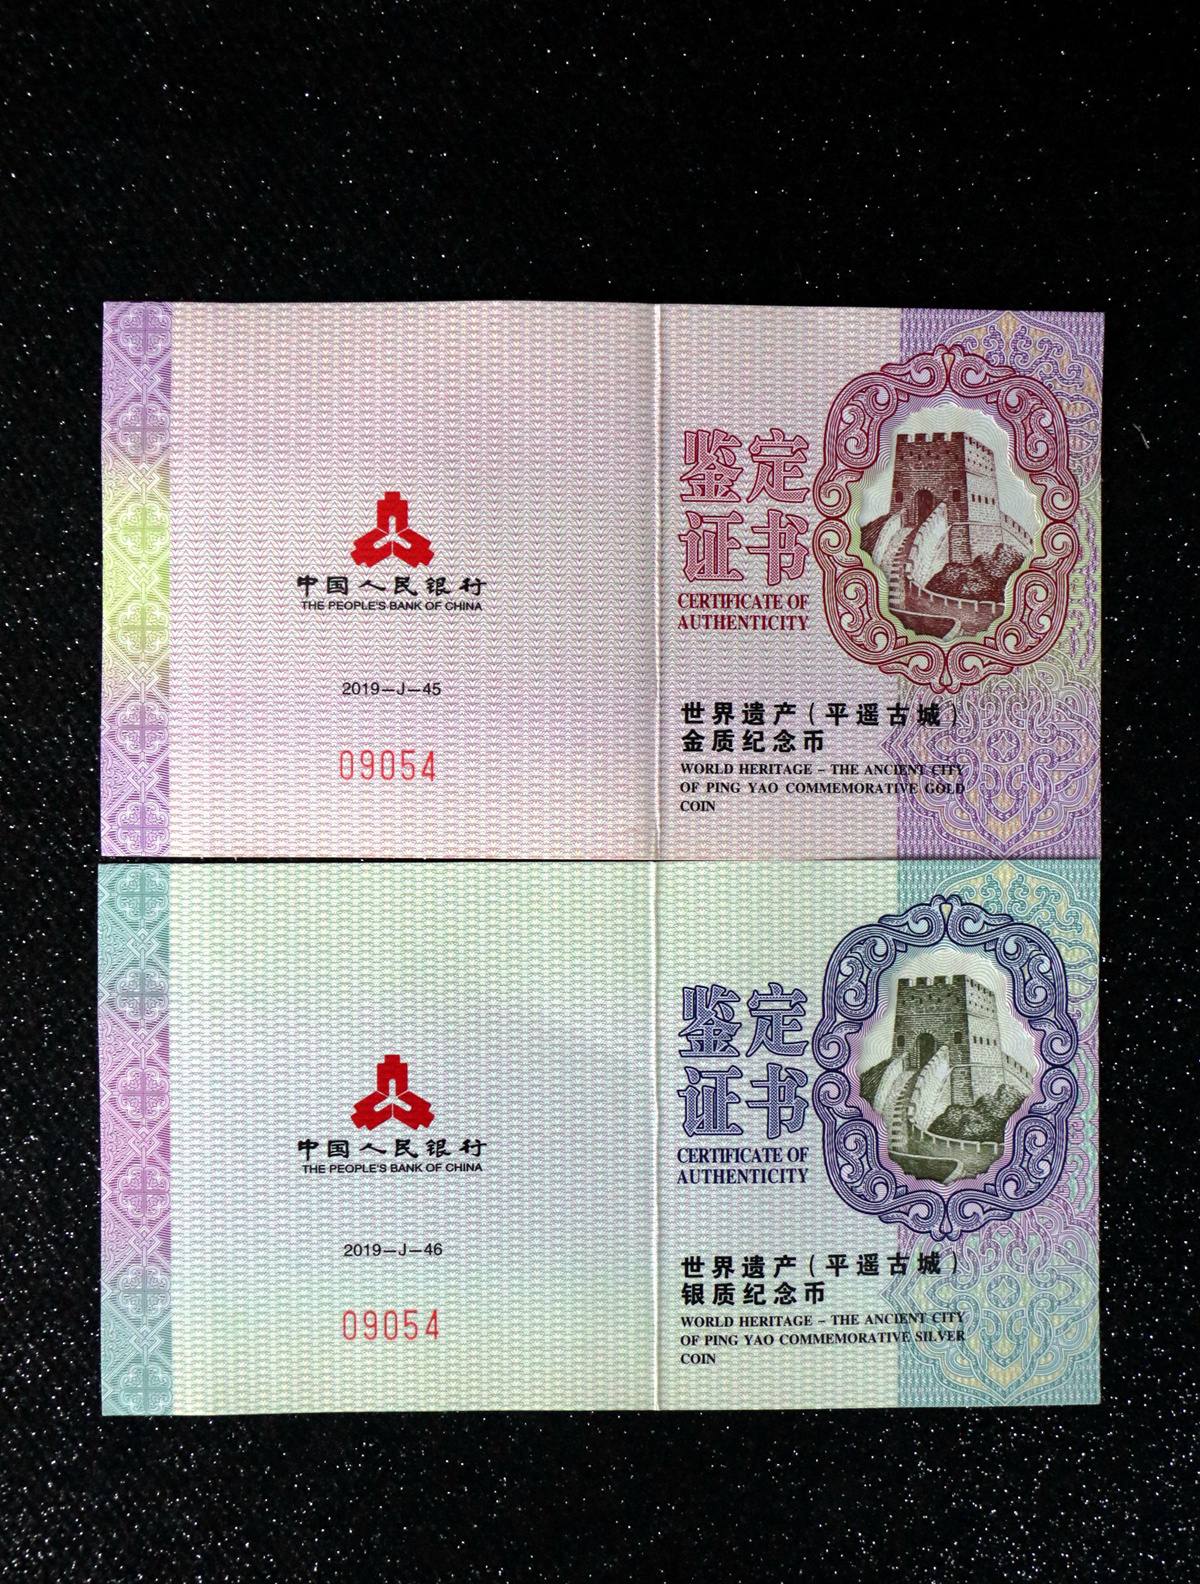 中国人民银行
THE PEOPLE'S BANK OF CHINA
2019—J—45
09054
鉴定
证书
CERTIFICATE OF
AUTHENTICITY
世界遗产（平遥古城）
金质纪念币
WORLD HERITAGE – THE ANCIENT CITY
OF PING YAO COMMEMORATIVE GOLD
COIN
中国人民银行
THE PEOPLE'S BANK OF CHINA
2019—J—46
09054
鉴定
证书
CERTIFICATE OF
AUTHENTICITY
世界遗产（平遥古城）
银质纪念币
WORLD HERITAGE – THE ANCIENT CITY
OF PING YAO COMMEMORATIVE SILVER
COIN